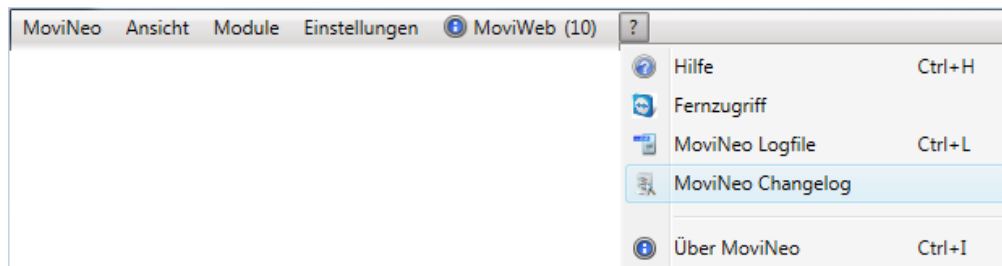 MoviNeo Ansicht Module Einstellungen MoviWeb (10) ?
Hilfe Ctrl+H
Fernzugriff
MoviNeo Logfile Ctrl+L
MoviNeo Changelog
Über MoviNeo Ctrl+I